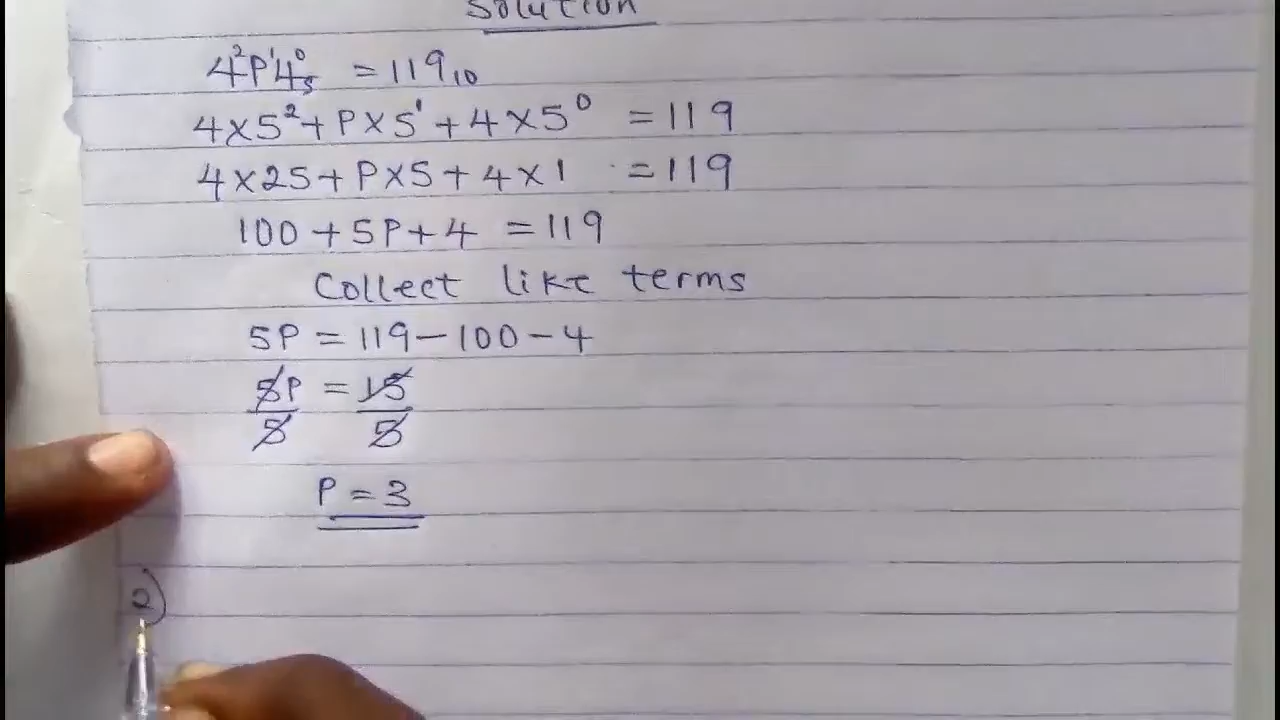 Solution
4²P¹4⁰₅ = 119₁₀
4×5²+P×5¹+4×5⁰ =119
4×25+P×5+4×1 =119
100+5P+4 =119
Collect like terms
5P =119-100-4
5P/5 = 15/5
P=3
2)